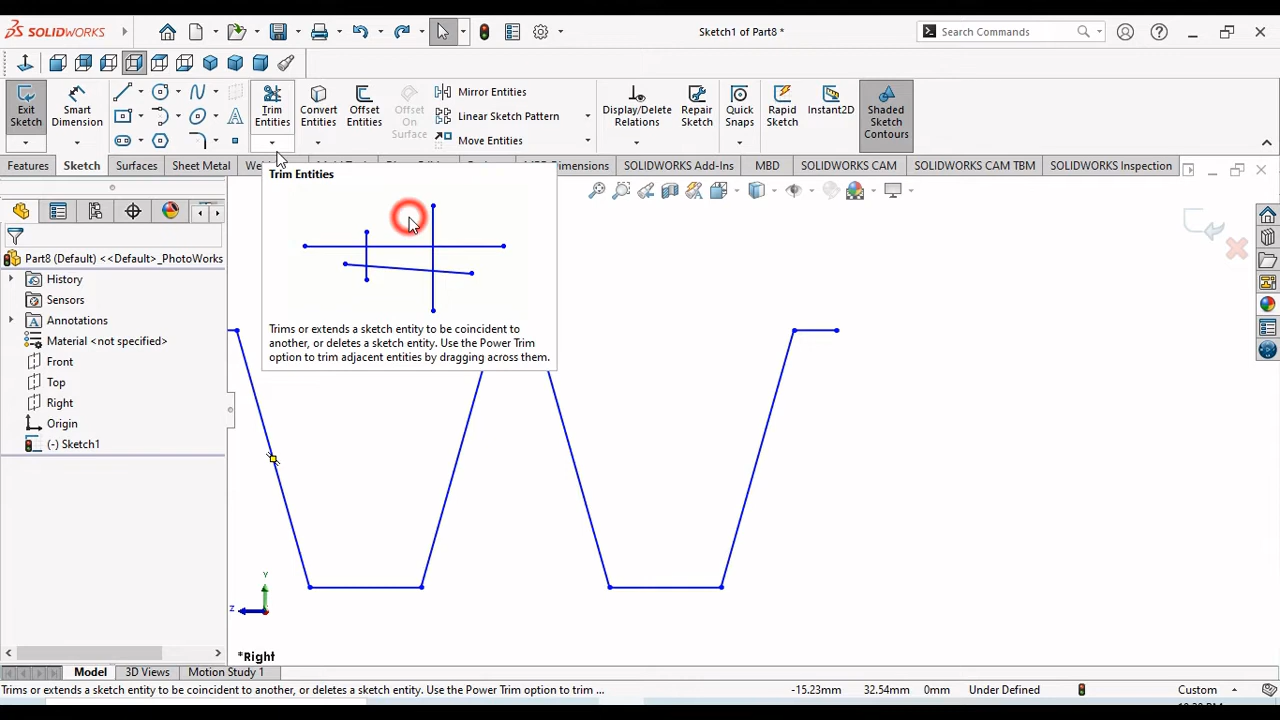 SOLIDWORKS
Sketch1 of Part8 *
Search Commands
Exit Sketch
Smart Dimension
Trim Entities
Convert Entities
Offset Entities
Offset On Surface
Mirror Entities
Linear Sketch Pattern
Move Entities
Display/Delete Relations
Repair Sketch
Quick Snaps
Rapid Sketch
Instant2D
Shaded Sketch Contours
Features
Sketch
Surfaces
Sheet Metal
Dimensions
SOLIDWORKS Add-Ins
MBD
SOLIDWORKS CAM
SOLIDWORKS CAM TBM
SOLIDWORKS Inspection
Trim Entities
Trims or extends a sketch entity to be coincident to
another, or deletes a sketch entity. Use the Power Trim
option to trim adjacent entities by dragging across them.
Part8 (Default) <<Default>_PhotoWorks
History
Sensors
Annotations
Material <not specified>
Front
Top
Right
Origin
(-) Sketch1
Y
Z
*Right
Model
3D Views
Motion Study 1
Trims or extends a sketch entity to be coincident to another, or deletes a sketch entity. Use the Power Trim option to trim ...
-15.23mm
32.54mm
0mm
Under Defined
Custom